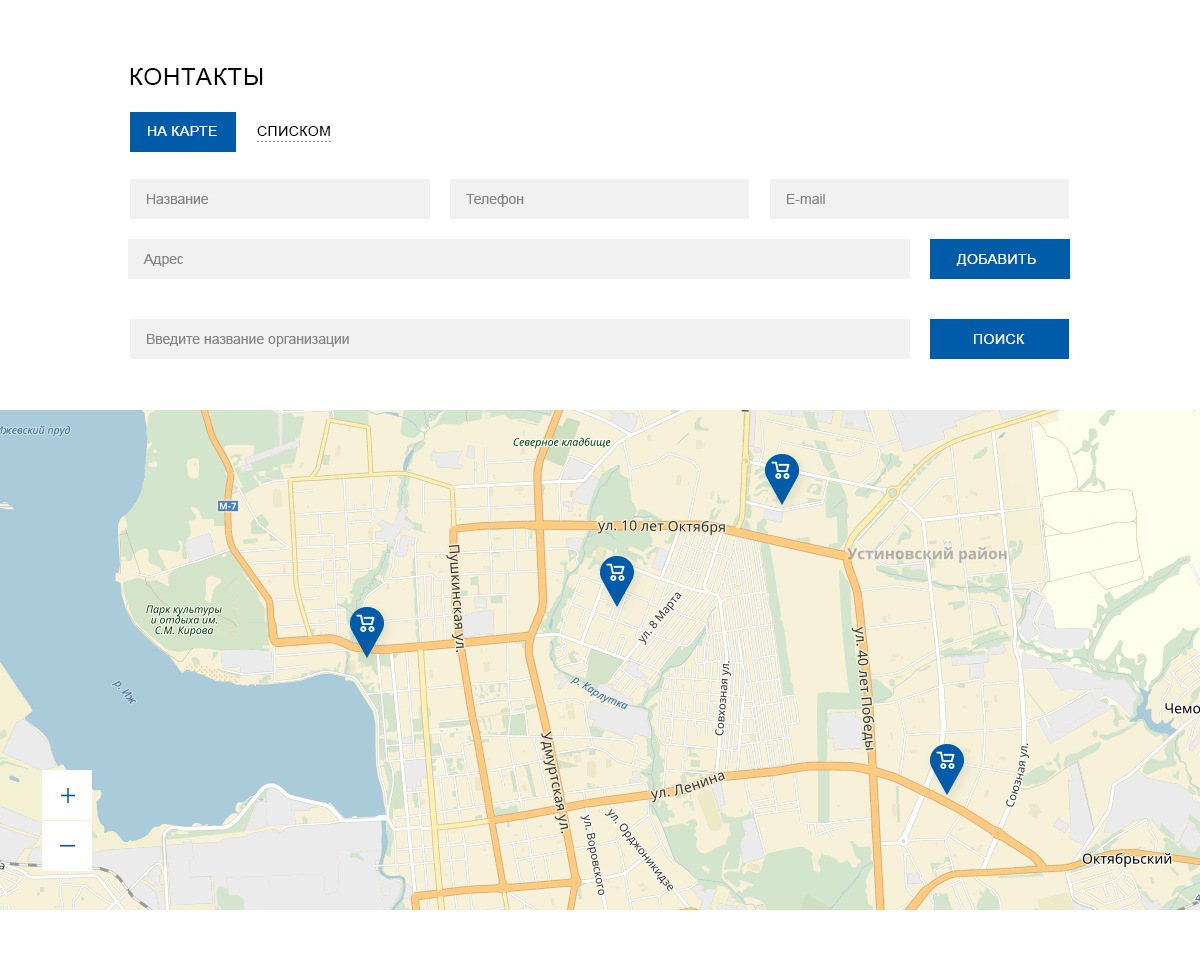 КОНТАКТЫ
НА КАРТЕ
СПИСКОМ
Название
Телефон
E-mail
Адрес
ДОБАВИТЬ
Введите название организации
ПОИСК
Ижевский пруд
Северное кладбище
М-7
ул. 10 лет Октября
Устиновский район
Пушкинская ул.
Парк культуры
и отдыха им.
С.М. Кирова
ул. 8 Марта
р. Иж
р. Карлутка
Совхозная ул.
ул. 40 лет Победы
Чемо
Удмуртская ул.
ул. Ленина
Союзная ул.
+
−
ул. Воровского
ул. Орджоникидзе
Октябрьский